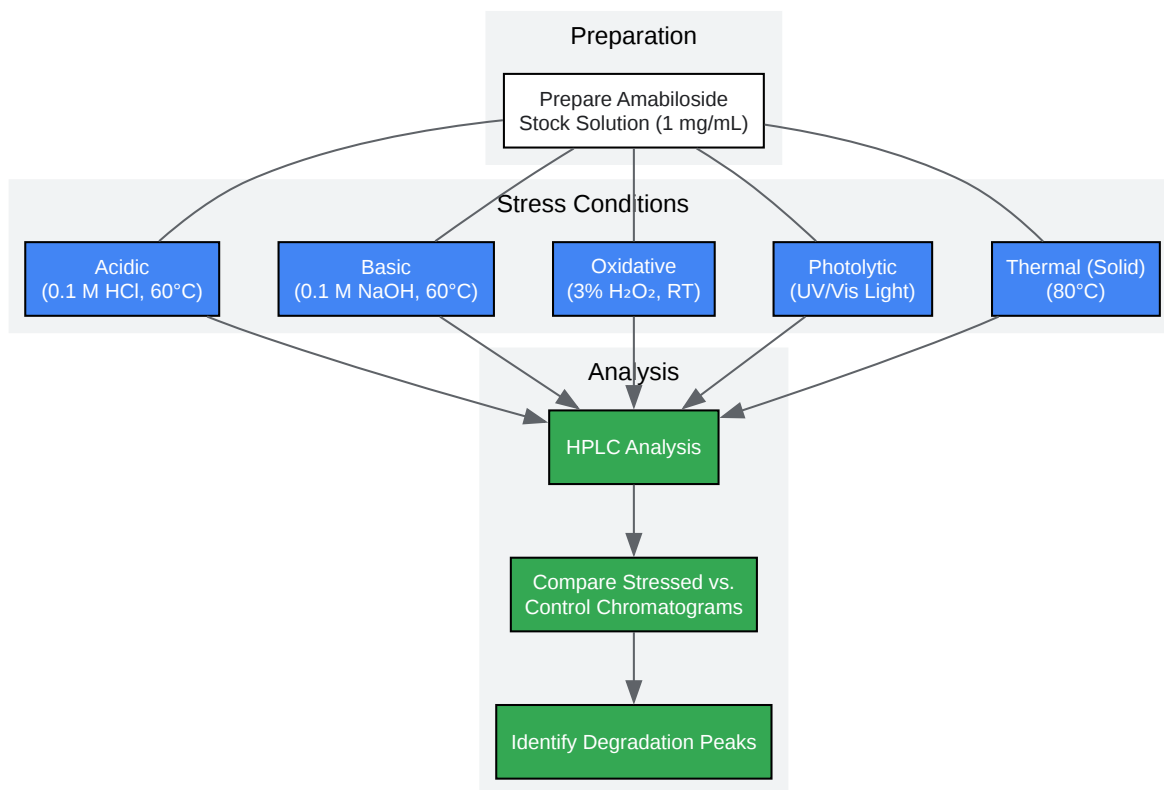 Preparation
Prepare Amabiloside
Stock Solution (1 mg/mL)
Stress Conditions
Acidic
(0.1 M HCl, 60°C)
Basic
(0.1 M NaOH, 60°C)
Oxidative
(3% H₂O₂, RT)
Photolytic
(UV/Vis Light)
Thermal (Solid)
(80°C)
Analysis
HPLC Analysis
Compare Stressed vs.
Control Chromatograms
Identify Degradation Peaks